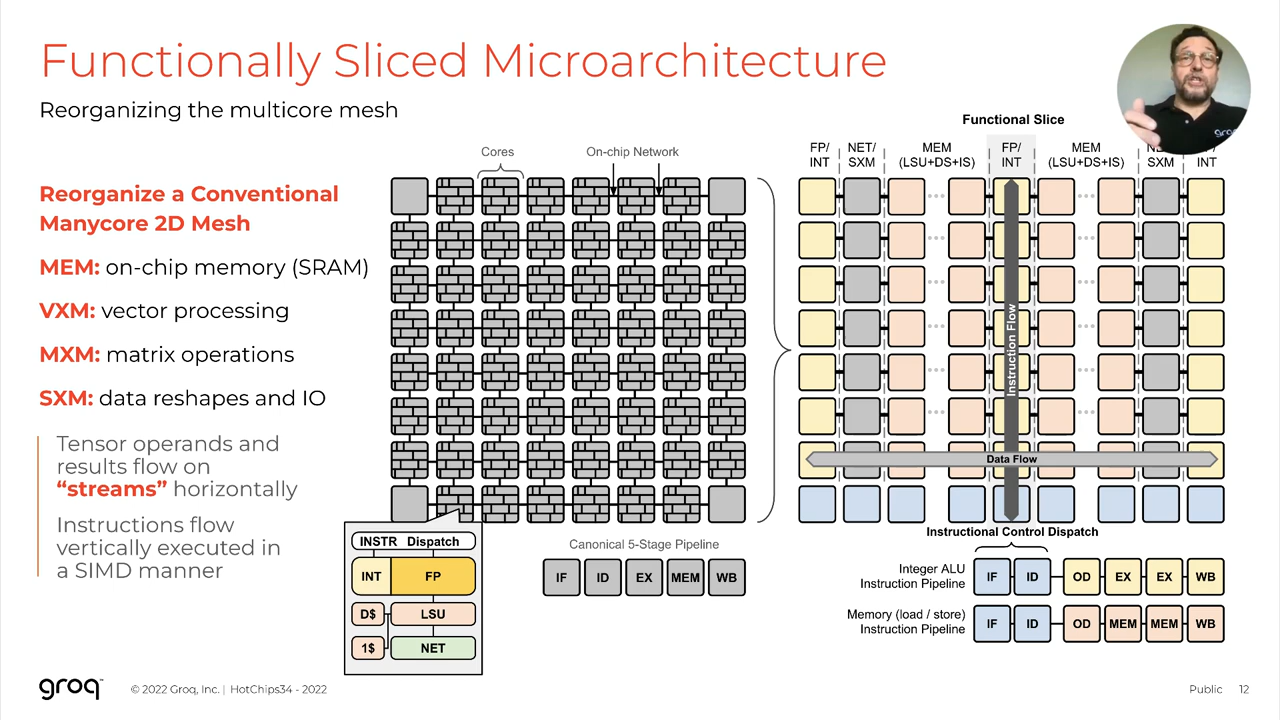 Functionally Sliced Microarchitecture
Reorganizing the multicore mesh
Reorganize a Conventional
Manycore 2D Mesh
MEM: on-chip memory (SRAM)
VXM: vector processing
MXM: matrix operations
SXM: data reshapes and IO
Tensor operands and
results flow on
“streams” horizontally
Instructions flow
vertically executed in
a SIMD manner
Cores
On-chip Network
INSTR Dispatch
INT FP
D$ LSU
1$ NET
Canonical 5-Stage Pipeline
IF ID EX MEM WB
Functional Slice
FP/ NET/ MEM FP/ MEM
INT SXM (LSU+DS+IS) INT (LSU+DS+IS) SXM INT
Instruction Flow
Data Flow
Instructional Control Dispatch
Integer ALU
Instruction Pipeline
IF ID OD EX EX WB
Memory (load / store)
Instruction Pipeline
IF ID OD MEM MEM WB
groq
groq™
© 2022 Groq, Inc. | HotChips34 - 2022
Public 12